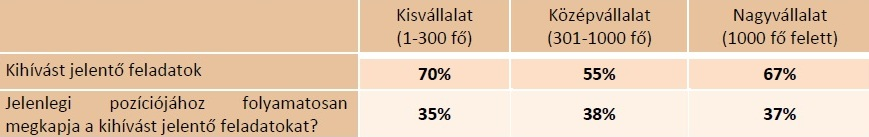 Kisvállalat Középvállalat Nagyvállalat
(1-300 fő) (301-1000 fő) (1000 fő felett)
Kihívást jelentő feladatok 70% 55% 67%
Jelenlegi pozíciójához folyamatosan
megkapja a kihívást jelentő feladatokat? 35% 38% 37%